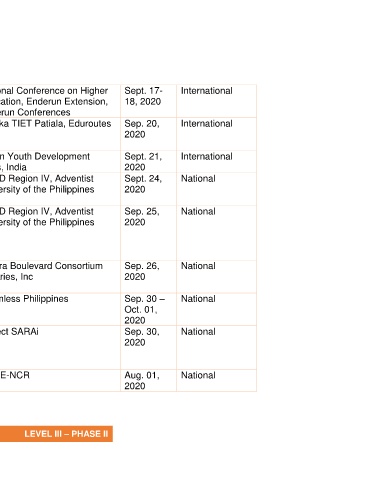 onal Conference on Higher Sept. 17- International
cation, Enderun Extension, 18, 2020
erun Conferences
ka TIET Patiala, Eduroutes Sep. 20, International
2020
n Youth Development Sept. 21, International
s, India 2020
D Region IV, Adventist Sept. 24, National
ersity of the Philippines 2020
D Region IV, Adventist Sep. 25, National
ersity of the Philippines 2020
ra Boulevard Consortium Sep. 26, National
ries, Inc 2020
nless Philippines Sep. 30 – National
Oct. 01,
2020
ect SARAi Sep. 30, National
2020
E-NCR Aug. 01, National
2020
LEVEL III – PHASE II